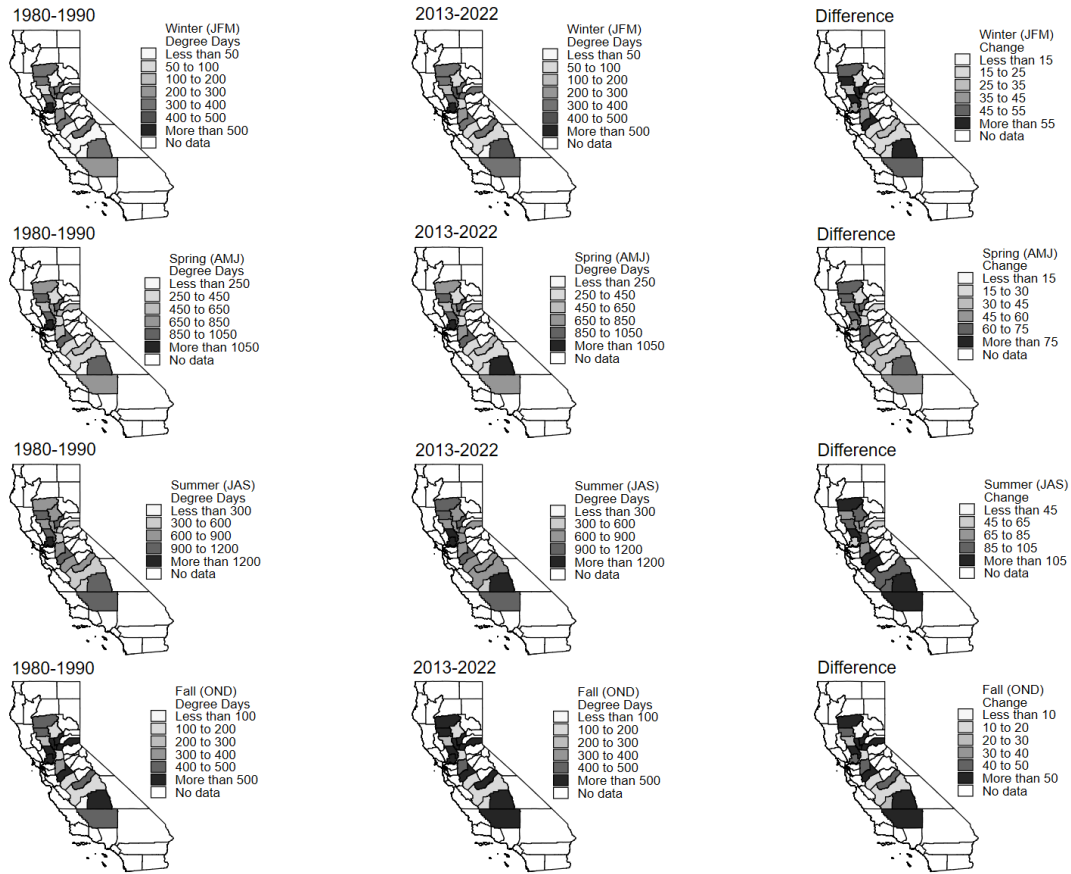 1980-1990
Winter (JFM)
Degree Days
Less than 50
50 to 100
100 to 200
200 to 300
300 to 400
400 to 500
More than 500
No data
2013-2022
Winter (JFM)
Degree Days
Less than 50
50 to 100
100 to 200
200 to 300
300 to 400
400 to 500
More than 500
No data
Difference
Winter (JFM)
Change
Less than 15
15 to 25
25 to 35
35 to 45
45 to 55
More than 55
No data
1980-1990
Spring (AMJ)
Degree Days
Less than 250
250 to 450
450 to 650
650 to 850
850 to 1050
More than 1050
No data
2013-2022
Spring (AMJ)
Degree Days
Less than 250
250 to 450
450 to 650
650 to 850
850 to 1050
More than 1050
No data
Difference
Spring (AMJ)
Change
Less than 15
15 to 30
30 to 45
45 to 60
60 to 75
More than 75
No data
1980-1990
Summer (JAS)
Degree Days
Less than 300
300 to 600
600 to 900
900 to 1200
More than 1200
No data
2013-2022
Summer (JAS)
Degree Days
Less than 300
300 to 600
600 to 900
900 to 1200
More than 1200
No data
Difference
Summer (JAS)
Change
Less than 45
45 to 65
65 to 85
85 to 105
More than 105
No data
1980-1990
Fall (OND)
Degree Days
Less than 100
100 to 200
200 to 300
300 to 400
400 to 500
More than 500
No data
2013-2022
Fall (OND)
Degree Days
Less than 100
100 to 200
200 to 300
300 to 400
400 to 500
More than 500
No data
Difference
Fall (OND)
Change
Less than 10
10 to 20
20 to 30
30 to 40
40 to 50
More than 50
No data